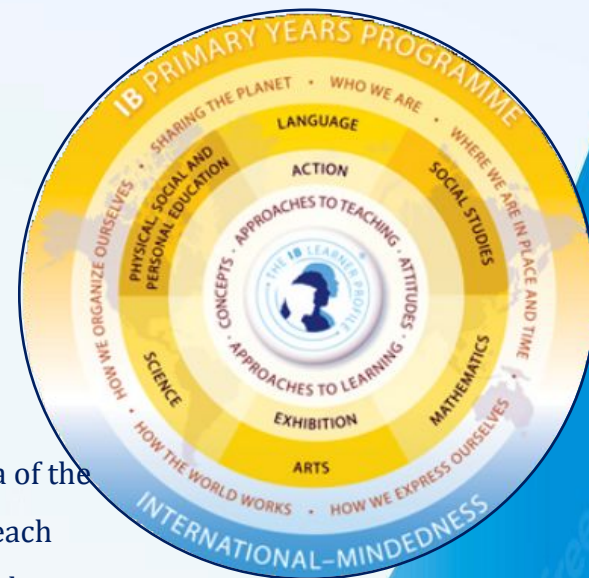 IB PRIMARY YEARS PROGRAMME
SHARING THE PLANET • WHO WE ARE • WHERE WE ARE IN PLACE AND TIME • HOW WE EXPRESS OURSELVES • HOW THE WORLD WORKS • HOW WE ORGANIZE OURSELVES •
LANGUAGE
SOCIAL STUDIES
MATHEMATICS
ARTS
SCIENCE
PHYSICAL, SOCIAL AND
PERSONAL EDUCATION
ACTION
EXHIBITION
APPROACHES TO TEACHING • ATTITUDES • APPROACHES TO LEARNING • CONCEPTS •
THE IB LEARNER PROFILE
INTERNATIONAL–MINDEDNESS
of the
each